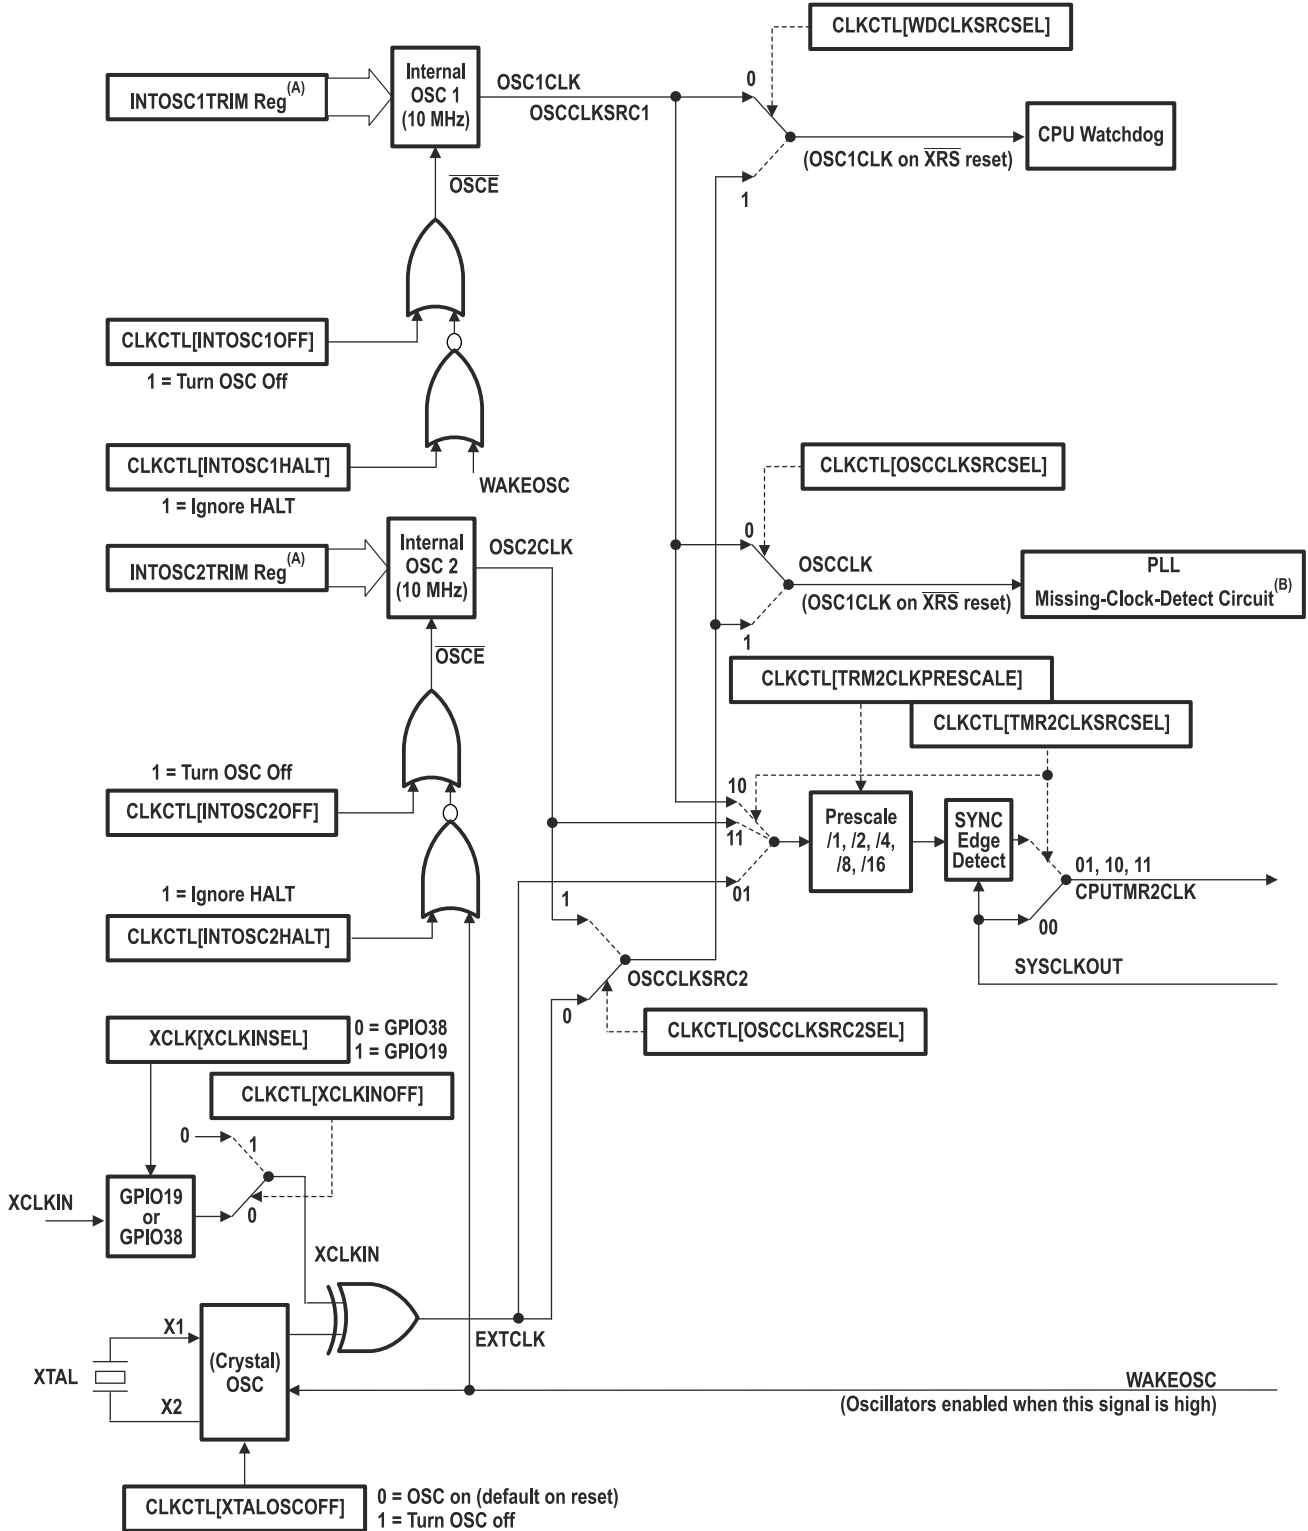 CLKCTL[WDCLKSRCSEL]
Internal
OSC 1
(10 MHz)
INTOSC1TRIM Reg(A)
OSC1CLK
OSCCLKSRC1
0
CPU Watchdog
(OSC1CLK on XRS reset)
1
OSCE
CLKCTL[INTOSC1OFF]
1 = Turn OSC Off
CLKCTL[INTOSC1HALT]
1 = Ignore HALT
WAKEOSC
CLKCTL[OSCCLKSRCSEL]
Internal
OSC 2
(10 MHz)
INTOSC2TRIM Reg(A)
OSC2CLK
0
OSCCLK
(OSC1CLK on XRS reset)
1
PLL
Missing-Clock-Detect Circuit(B)
OSCE
CLKCTL[TRM2CLKPRESCALE]
CLKCTL[TMR2CLKSRCSEL]
1 = Turn OSC Off
CLKCTL[INTOSC2OFF]
10
11
01
Prescale
/1, /2, /4,
/8, /16
SYNC
Edge
Detect
01, 10, 11
CPUTMR2CLK
00
SYSCLKOUT
1 = Ignore HALT
CLKCTL[INTOSC2HALT]
1
OSCCLKSRC2
0
CLKCTL[OSCCLKSRC2SEL]
XCLK[XCLKINSEL]
0 = GPIO38
1 = GPIO19
CLKCTL[XCLKINOFF]
0
1
0
XCLKIN
GPIO19
or
GPIO38
XCLKIN
EXTCLK
XTAL
X1
X2
(Crystal)
OSC
WAKEOSC
(Oscillators enabled when this signal is high)
CLKCTL[XTALOSCOFF]
0 = OSC on (default on reset)
1 = Turn OSC off